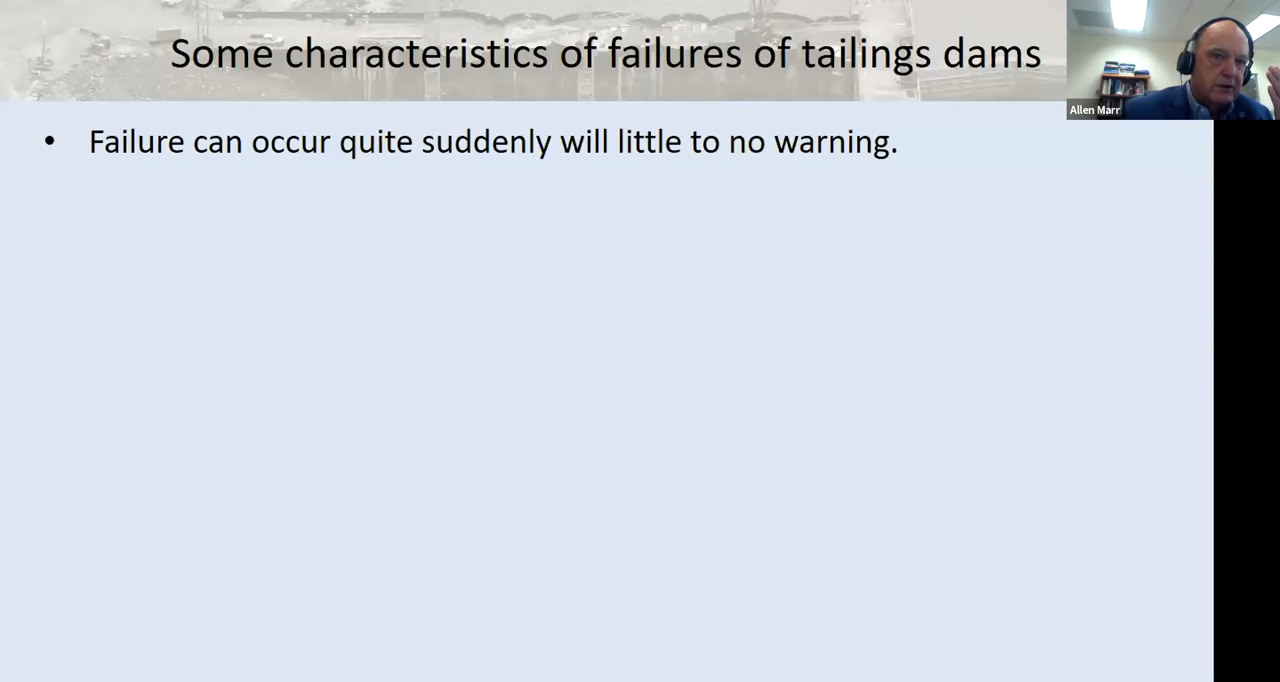 Some characteristics of failures of tailings dams
Allen Marr
• Failure can occur quite suddenly will little to no warning.